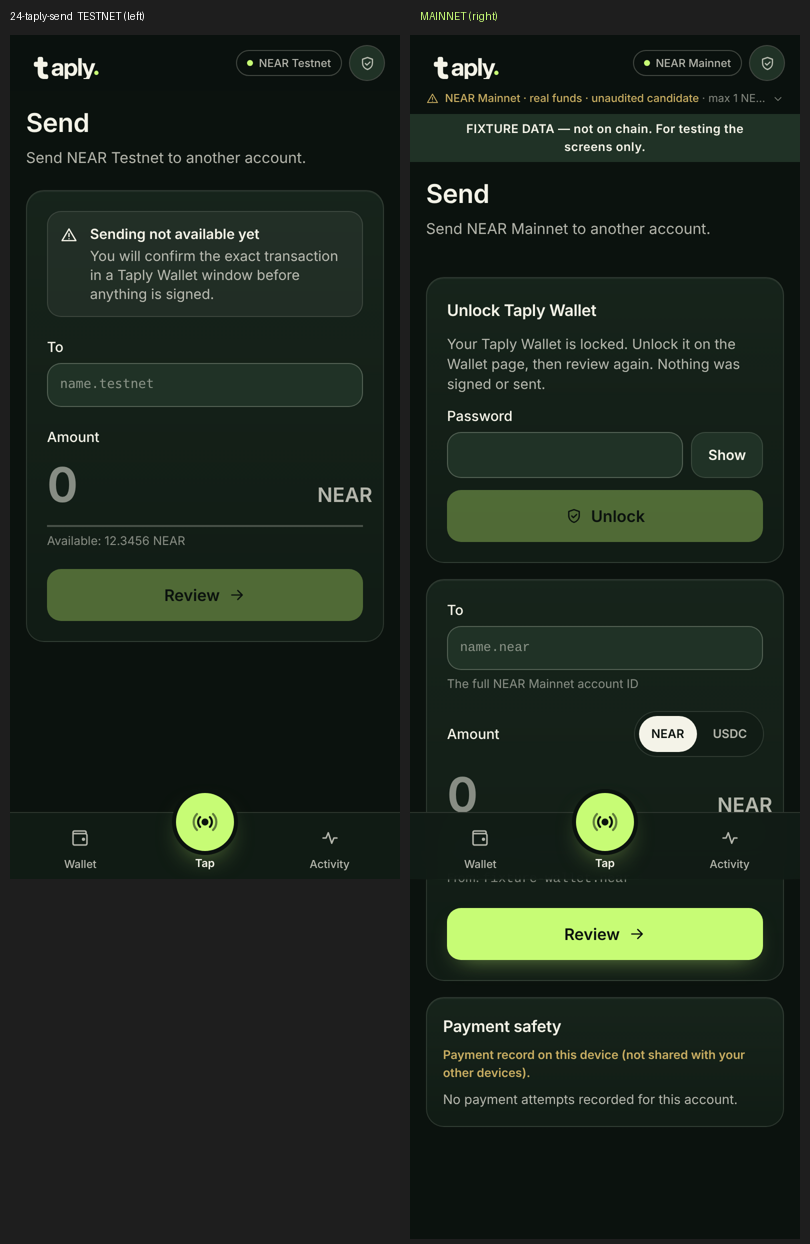 24-taply-send TESTNET (left)
taply.
NEAR Testnet
Send
Send NEAR Testnet to another account.
Sending not available yet
You will confirm the exact transaction
in a Taply Wallet window before
anything is signed.
To
name.testnet
Amount
0
NEAR
Available: 12.3456 NEAR
Review
Wallet
Tap
Activity
MAINNET (right)
taply.
NEAR Mainnet
NEAR Mainnet · real funds · unaudited candidate · max 1 NE...
FIXTURE DATA — not on chain. For testing the
screens only.
Send
Send NEAR Mainnet to another account.
Unlock Taply Wallet
Your Taply Wallet is locked. Unlock it on the
Wallet page, then review again. Nothing was
signed or sent.
Password
Show
Unlock
To
name.near
The full NEAR Mainnet account ID
Amount
NEAR
USDC
0
NEAR
Wallet
Tap
Activity
Review
Payment safety
Payment record on this device (not shared with your
other devices).
No payment attempts recorded for this account.